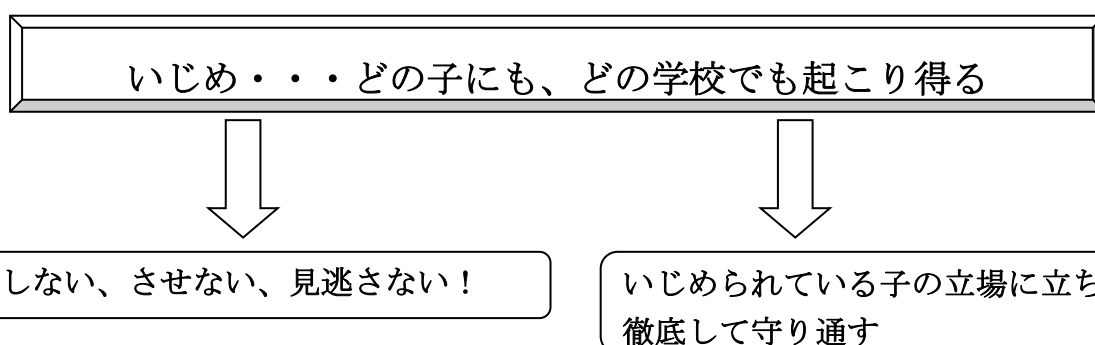 いじめ・・・どの子にも、どの学校でも起こり得る
しない、させない、見逃さない！
いじめられている子の立場に立ち
徹底して守り通す